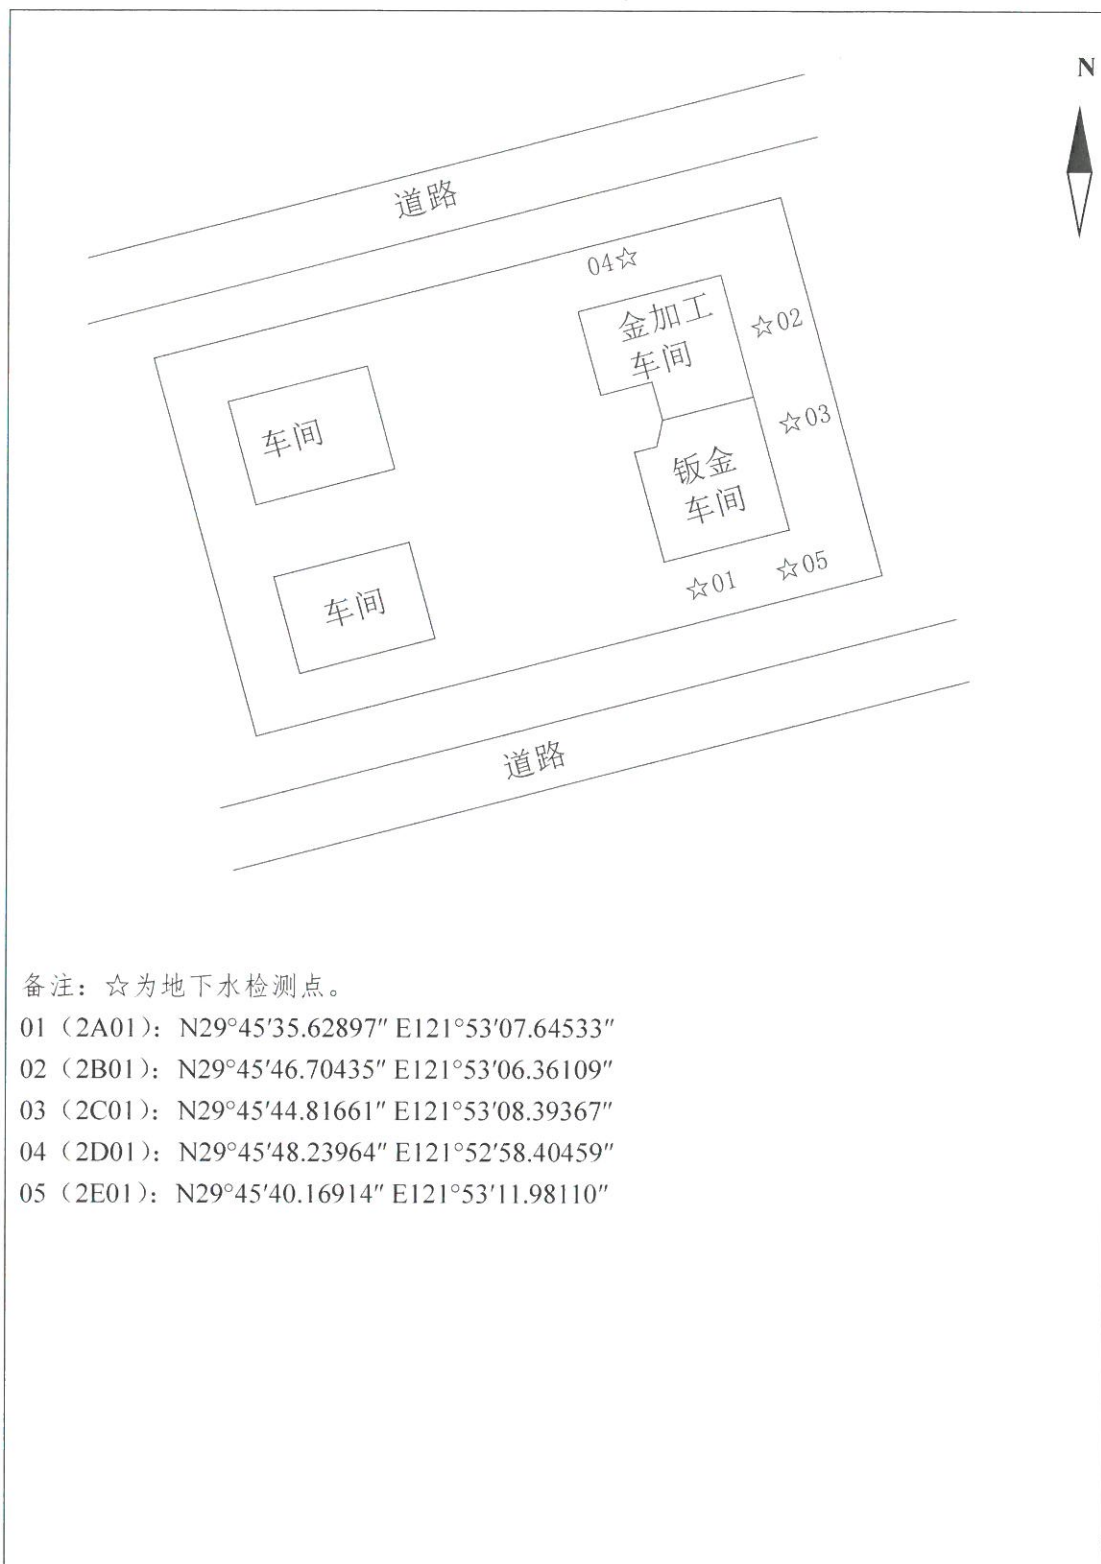 N
道路
04☆
金加工
车间
☆02
☆03
车间
钣金
车间
☆05
☆01
车间
道路
备注：☆为地下水检测点。
01（2A01）：N29°45′35.62897″ E121°53′07.64533″
02（2B01）：N29°45′46.70435″ E121°53′06.36109″
03（2C01）：N29°45′44.81661″ E121°53′08.39367″
04（2D01）：N29°45′48.23964″ E121°52′58.40459″
05（2E01）：N29°45′40.16914″ E121°53′11.98110″